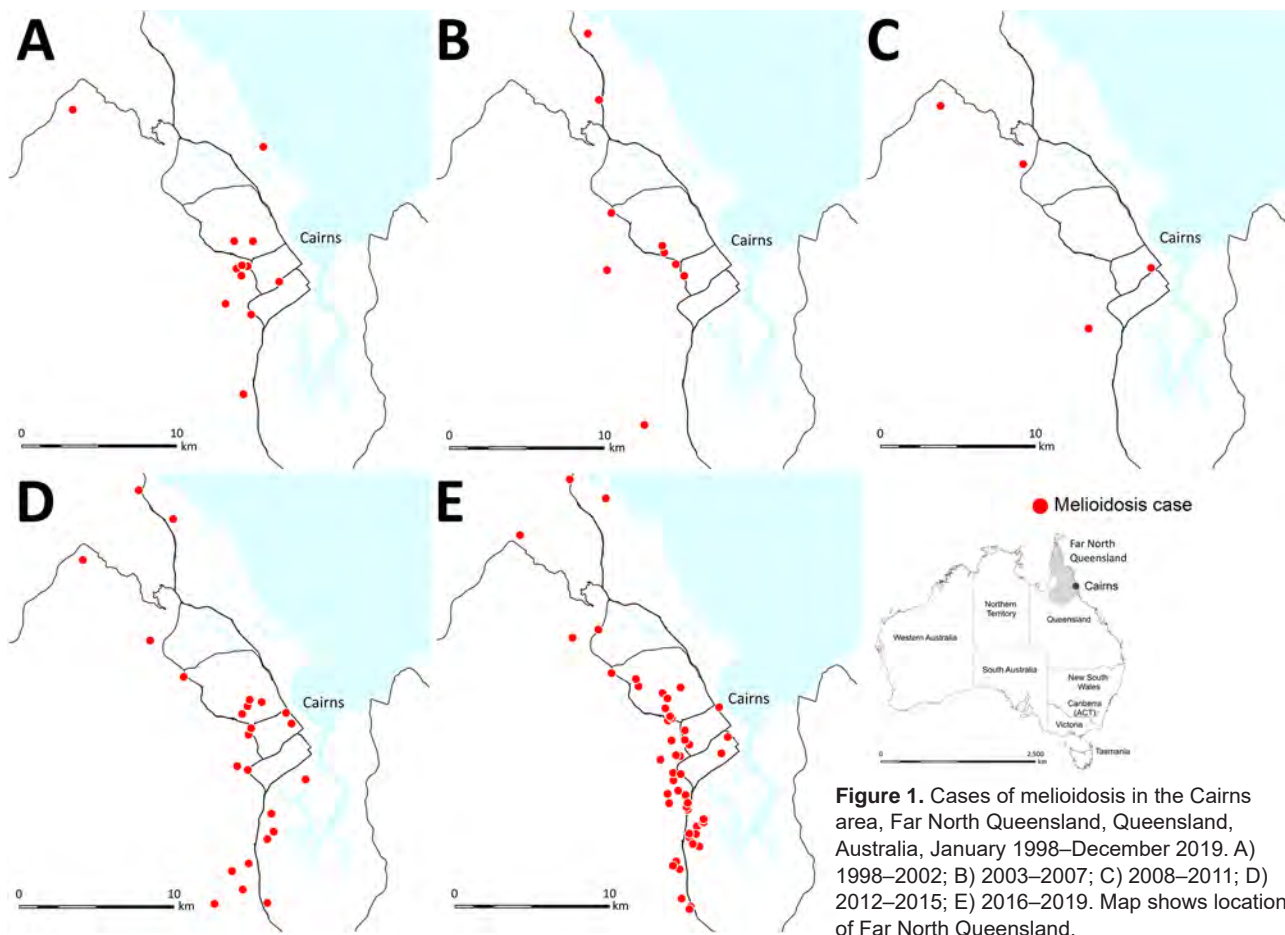 A
B
C
Cairns
Cairns
Cairns
0
10
km
0
10
km
0
10
km
D
E
Cairns
Cairns
0
10
km
0
10
km
Melioidosis case
Far North
Queensland
Cairns
Northern
Territory
Queensland
Western Australia
South Australia
New South
Wales
Canberra
(ACT)
Victoria
Tasmania
0
2,500
km
Figure 1. Cases of melioidosis in the Cairns
area, Far North Queensland, Queensland,
Australia, January 1998–December 2019. A)
1998–2002; B) 2003–2007; C) 2008–2011; D)
2012–2015; E) 2016–2019. Map shows location
of Far North Queensland.